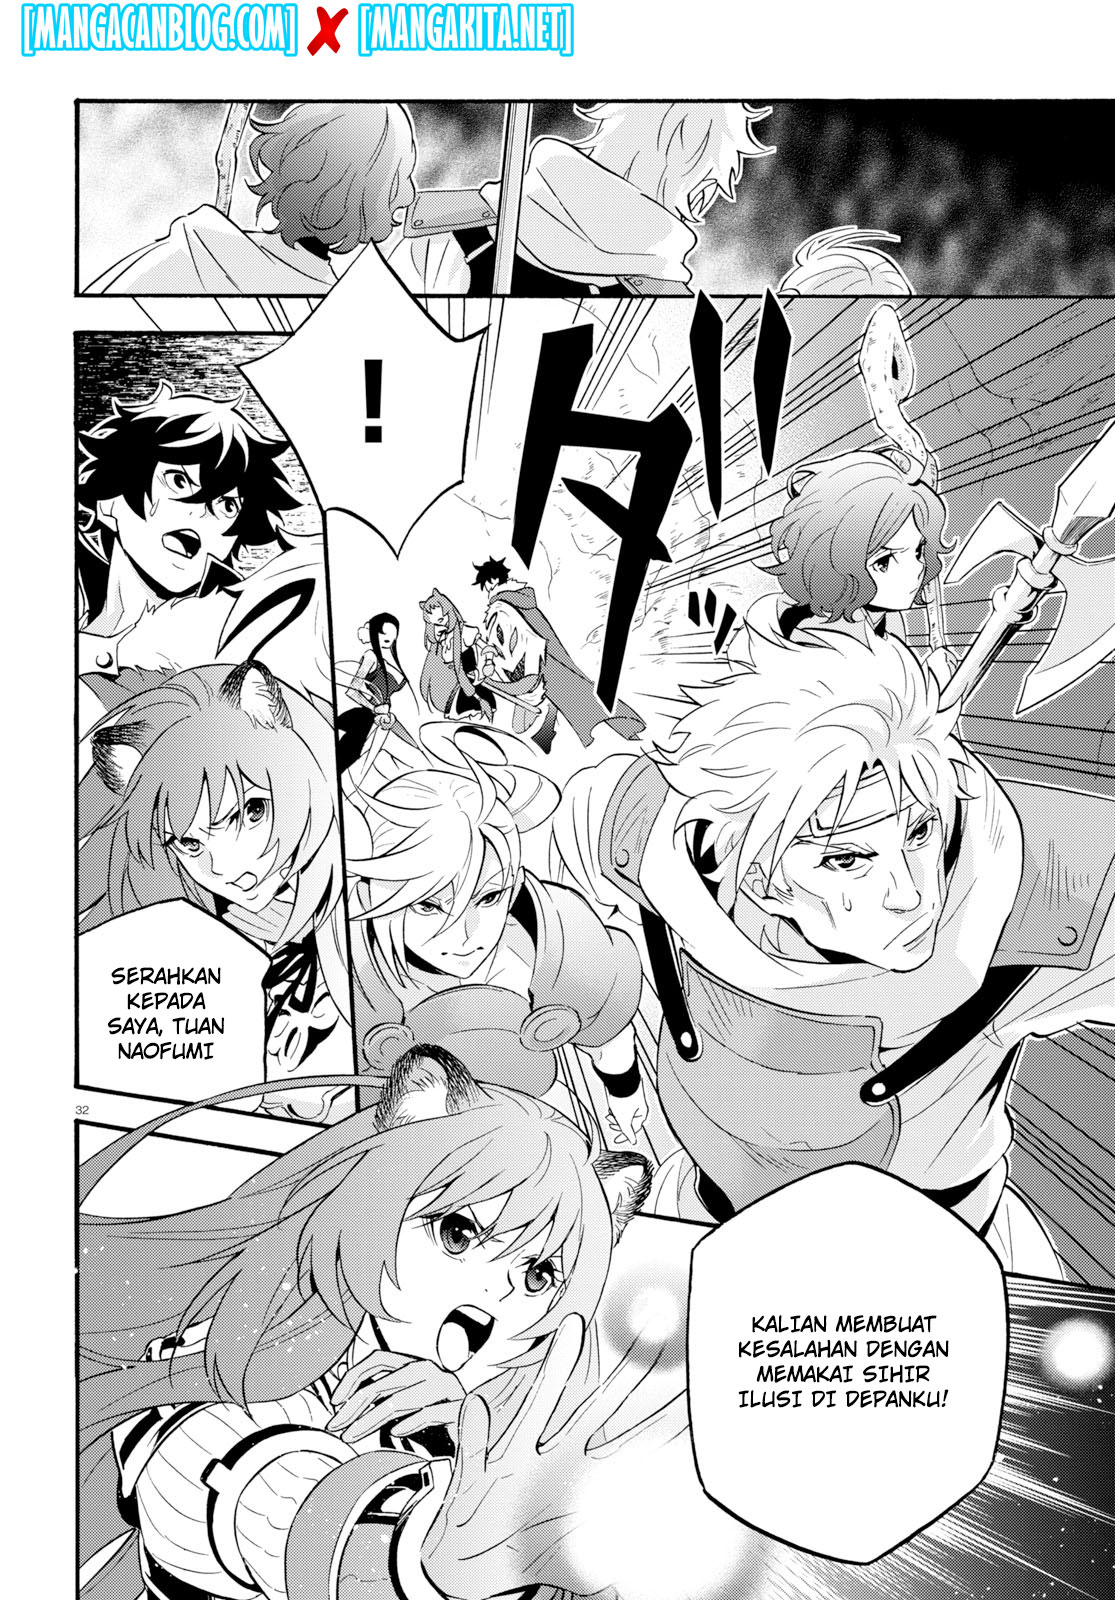 [MANGACANBLOG.COM] X [MANGAKITA.NET]
!
ダダッ
SERAHKAN
KEPADA
SAYA, TUAN
NAOFUMI
32
KALIAN MEMBUAT
KESALAHAN DENGAN
MEMAKAI SIHIR
ILUSI DI DEPANKU!